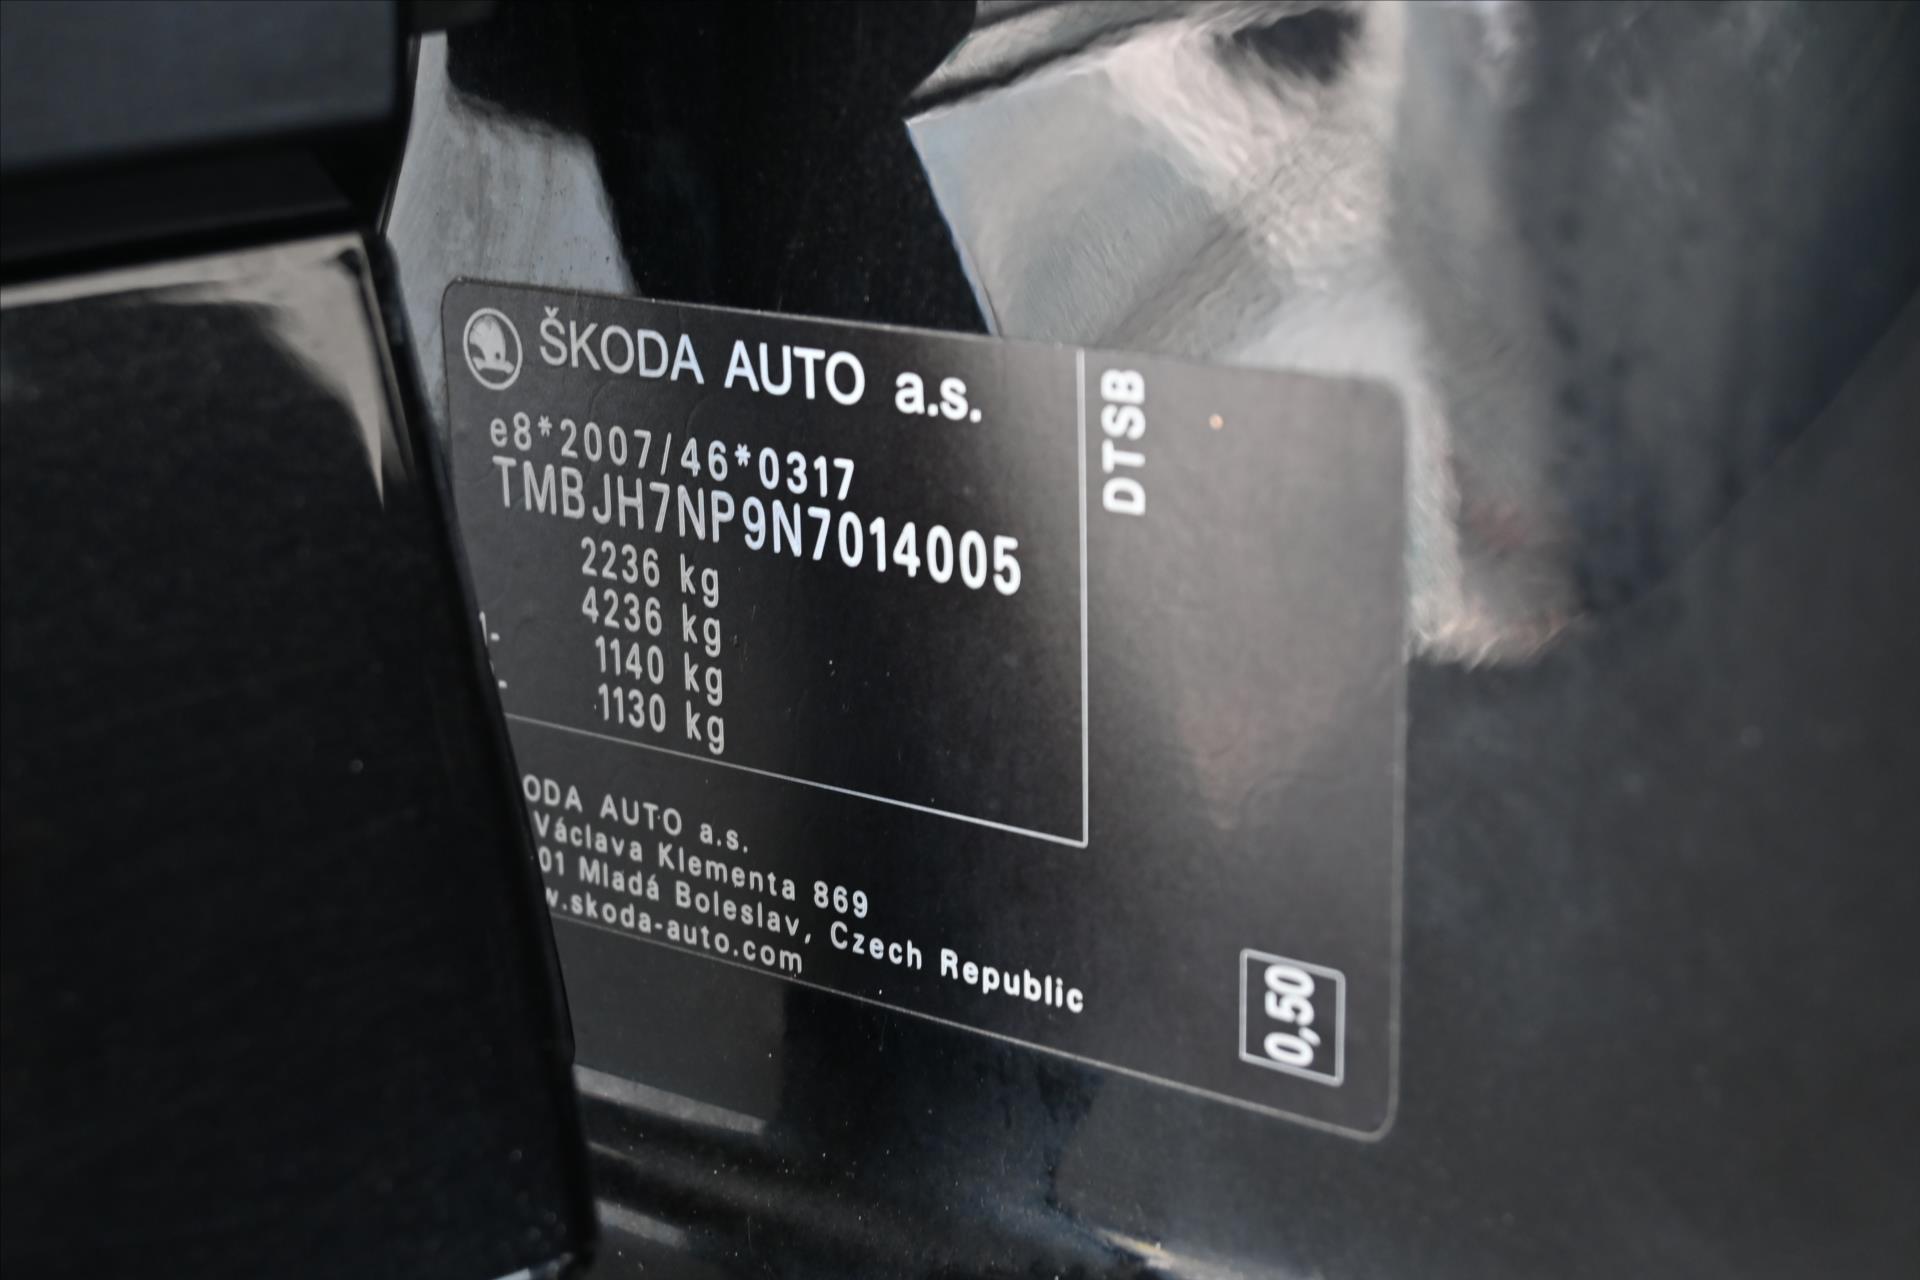 ŠKODA AUTO a.s.
e8*2007/46*0317
TMBJH7NP9N7014005
2236 kg
4236 kg
1- 1140 kg
- 1130 kg
ODA AUTO a.s.
Václava Klementa 869
01 Mladá Boleslav, Czech Republic
w.skoda-auto.com
DTSB
0,50